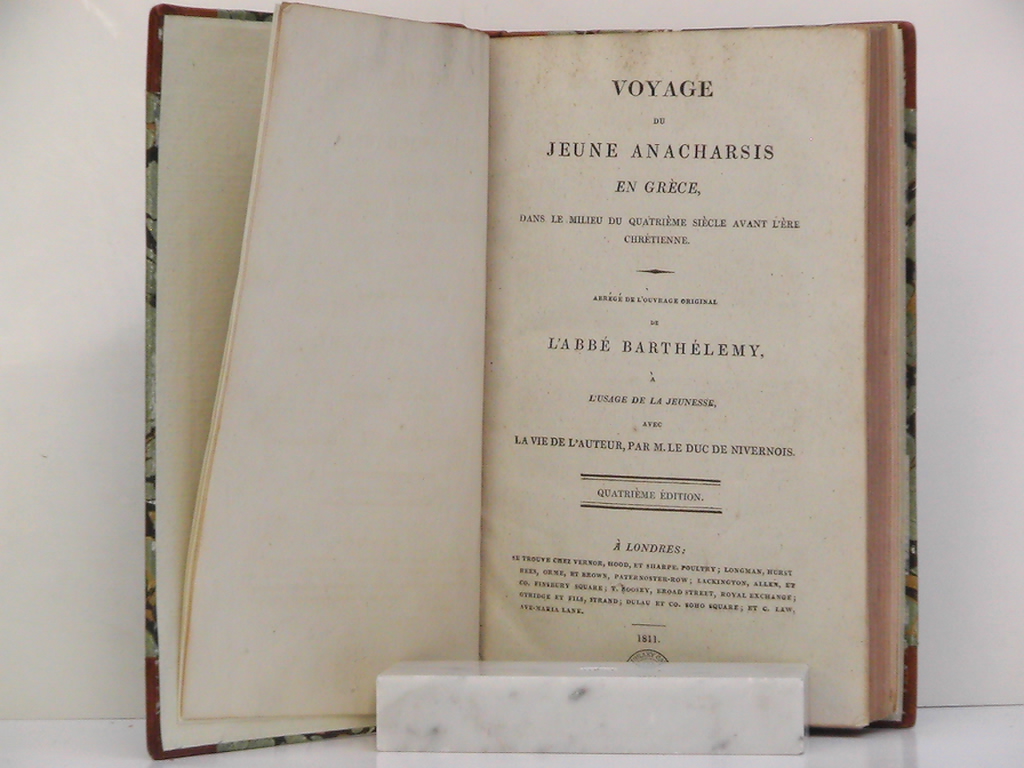 VOYAGE
DU
JEUNE ANACHARSIS
EN GRÈCE,
DANS LE MILIEU DU QUATRIÈME SIÈCLE AVANT L'ÈRE
CHRÉTIENNE.
ABRÉGÉ DE L'OUVRAGE ORIGINAL
DE
L'ABBÉ BARTHÉLEMY,
À
L'USAGE DE LA JEUNESSE,
AVEC
LA VIE DE L'AUTEUR, PAR M. LE DUC DE NIVERNOIS.
QUATRIÈME ÉDITION.
À LONDRES:
SE TROUVE CHEZ VERNOR, HOOD, ET SHARPE, POULTRY; LONGMAN, HURST
REES, ORME, ET BROWN, PATERNOSTER-ROW; LACKINGTON, ALLEN, ET
CO. FINSBURY SQUARE; T. BOOSEY, BROAD STREET, ROYAL EXCHANGE;
OTRIDGE ET FILS, STRAND; DULAU ET CO. SOHO SQUARE; ET C. LAW,
AVE-MARIA LANE.
1811.